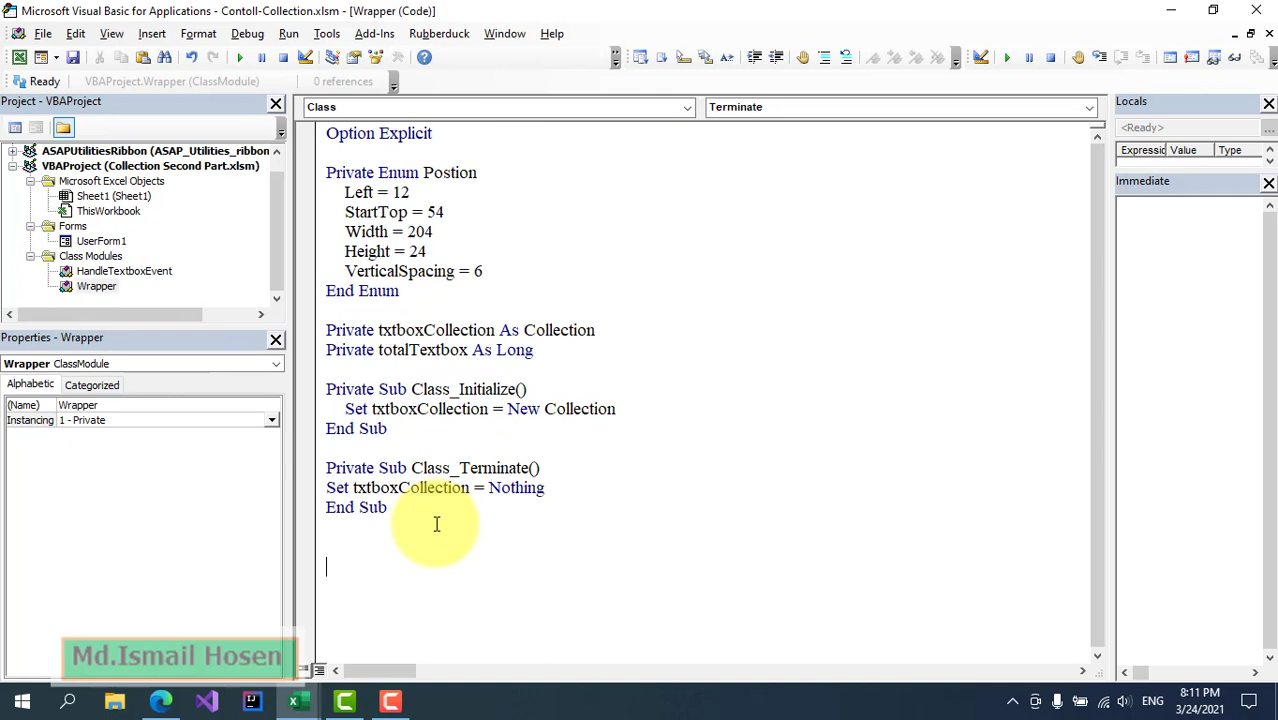 Microsoft Visual Basic for Applications - Contoll-Collection.xlsm - [Wrapper (Code)]
File Edit View Insert Format Debug Run Tools Add-Ins Rubberduck Window Help
Ready VBAProject.Wrapper (ClassModule) 0 references
Project - VBAProject
ASAPUtilitiesRibbon (ASAP_Utilities_ribbon
VBAProject (Collection Second Part.xlsm)
Microsoft Excel Objects
Sheet1 (Sheet1)
ThisWorkbook
Forms
UserForm1
Class Modules
HandleTextboxEvent
Wrapper
Properties - Wrapper
Wrapper ClassModule
Alphabetic Categorized
(Name) Wrapper
Instancing 1 - Private
Class Terminate
Option Explicit
Private Enum Postion
Left = 12
StartTop = 54
Width = 204
Height = 24
VerticalSpacing = 6
End Enum
Private txtboxCollection As Collection
Private totalTextbox As Long
Private Sub Class_Initialize()
Set txtboxCollection = New Collection
End Sub
Private Sub Class_Terminate()
Set txtboxCollection = Nothing
End Sub
Locals
<Ready>
Expressic Value Type
Immediate
Md.Ismail Hosen
ENG
8:11 PM
3/24/2021